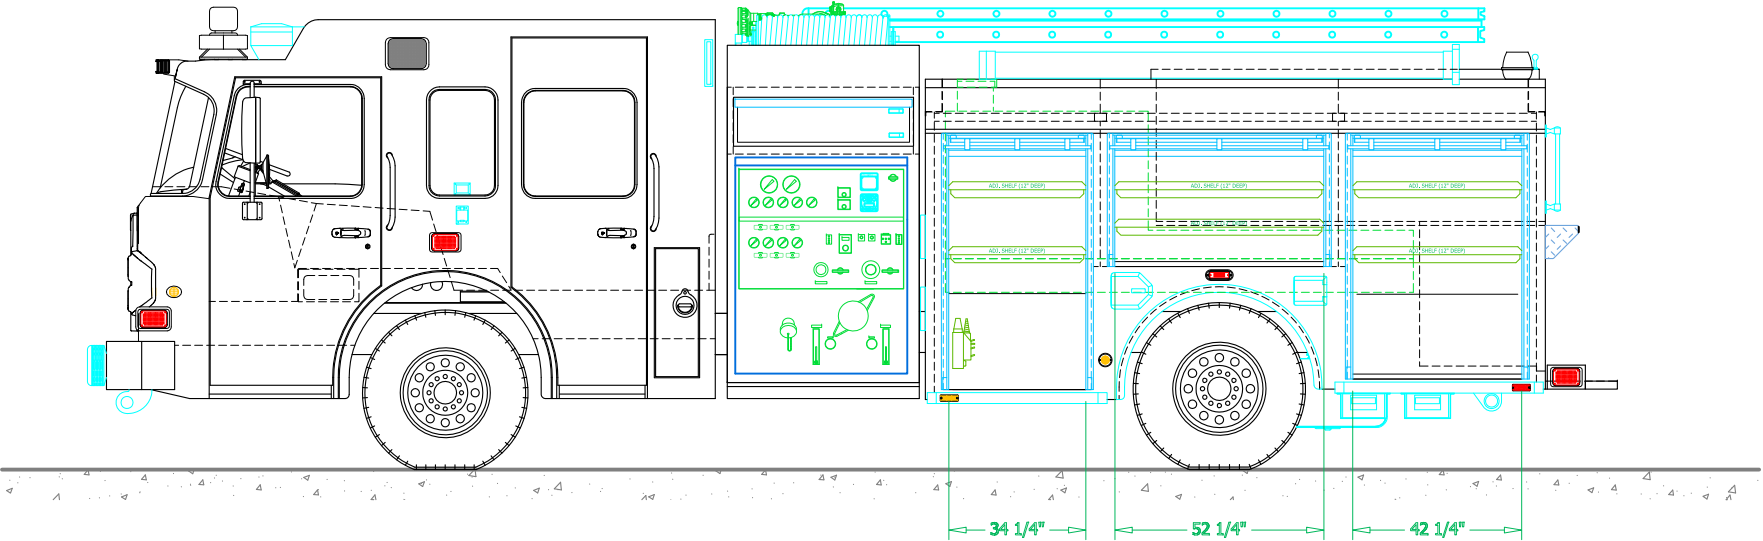 ADJ. SHELF (12" DEEP)
ADJ. SHELF (12" DEEP)
ADJ. SHELF (12" DEEP)
ADJ. SHELF (12" DEEP)
ADJ. SHELF (12" DEEP)
34 1/4"
52 1/4"
42 1/4"